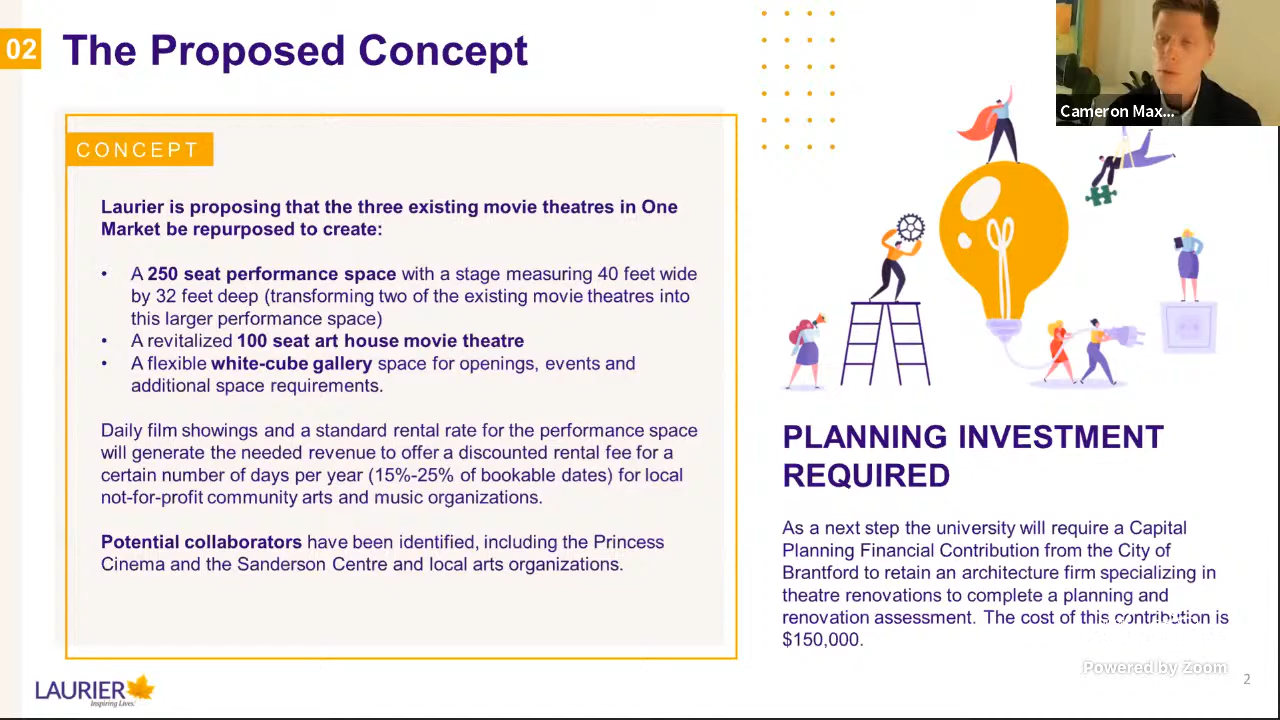 02
The Proposed Concept
Cameron Max...
CONCEPT
Laurier is proposing that the three existing movie theatres in One
Market be repurposed to create:
• A 250 seat performance space with a stage measuring 40 feet wide
by 32 feet deep (transforming two of the existing movie theatres into
this larger performance space)
• A revitalized 100 seat art house movie theatre
• A flexible white-cube gallery space for openings, events and
additional space requirements.
Daily film showings and a standard rental rate for the performance space
will generate the needed revenue to offer a discounted rental fee for a
certain number of days per year (15%-25% of bookable dates) for local
not-for-profit community arts and music organizations.
Potential collaborators have been identified, including the Princess
Cinema and the Sanderson Centre and local arts organizations.
PLANNING INVESTMENT
REQUIRED
As a next step the university will require a Capital
Planning Financial Contribution from the City of
Brantford to retain an architecture firm specializing in
theatre renovations to complete a planning and
renovation assessment. The cost of this contribution is
$150,000.
Powered by Zoom
LAURIER
Inspiring Lives.
2